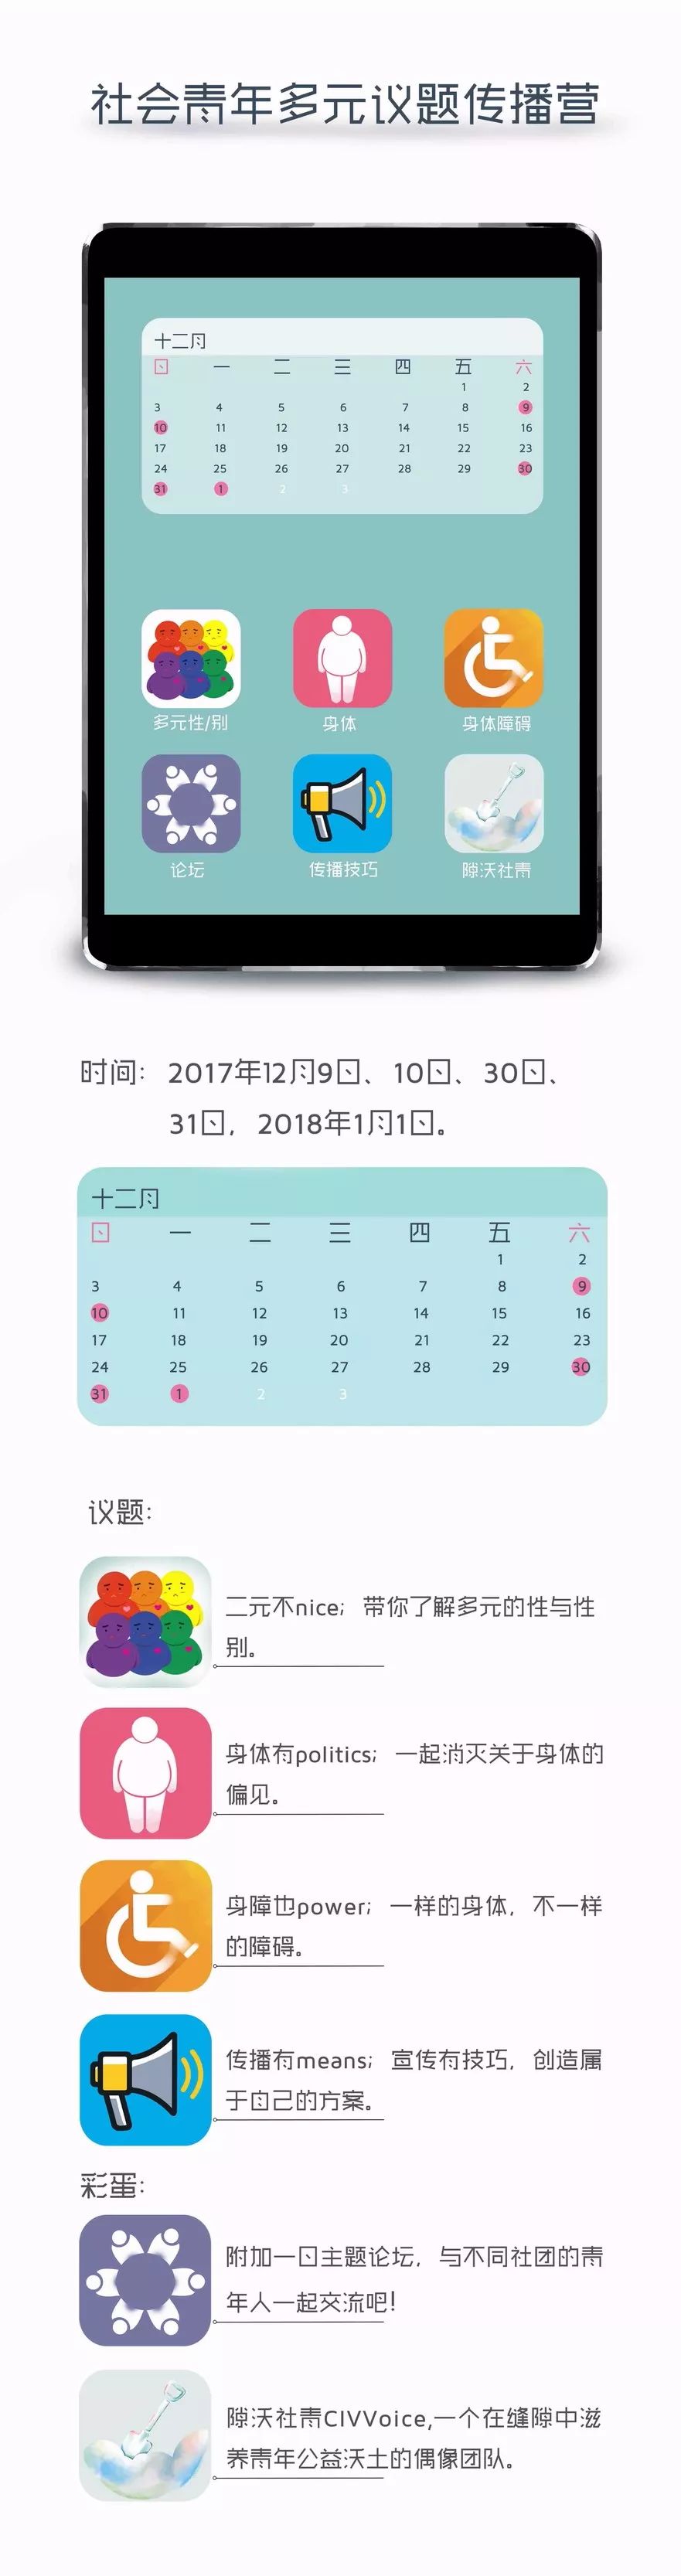 社会青年多元议题传播营
十二月
日 一 二 三 四 五 六
1 2
3 4 5 6 7 8 9
10 11 12 13 14 15 16
17 18 19 20 21 22 23
24 25 26 27 28 29 30
31 1 2 3
多元性/别 身体 身体障碍
论坛 传播技巧 隙沃社青
时间： 2017年12月9日、10日、30日、
31日，2018年1月1日。
十二月
日 一 二 三 四 五 六
1 2
3 4 5 6 7 8 9
10 11 12 13 14 15 16
17 18 19 20 21 22 23
24 25 26 27 28 29 30
31 1 2 3
议题：
二元不nice；带你了解多元的性与性
别。
身体有politics；一起消灭关于身体的
偏见。
身障也power；一样的身体，不一样
的障碍。
传播有means；宣传有技巧，创造属
于自己的方案。
彩蛋：
附加一日主题论坛，与不同社团的青
年人一起交流吧！
隙沃社青CIVVoice,一个在缝隙中滋
养青年公益沃土的偶像团队。